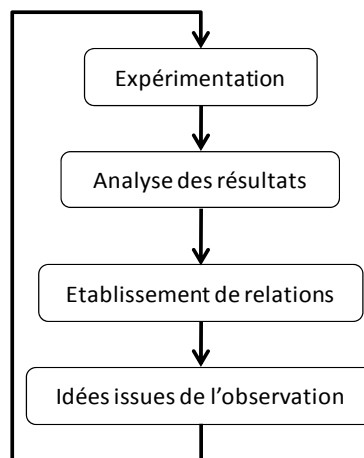 Expérimentation
Analyse des résultats
Etablissement de relations
Idées issues de l’observation